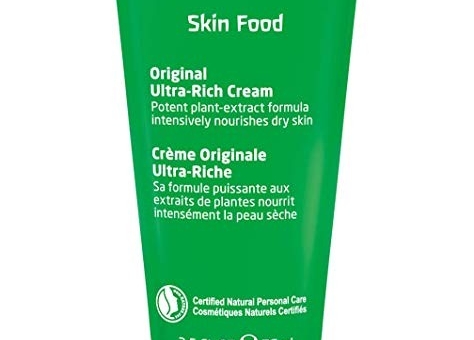 Skin Food
Original
Ultra-Rich Cream
Potent plant-extract formula
intensively nourishes dry skin
Crème Originale
Ultra-Riche
Sa formule puissante aux
extraits de plantes nourrit
intensément la peau sèche
Certified Natural Personal Care
Cosmétiques Naturels Certifiés